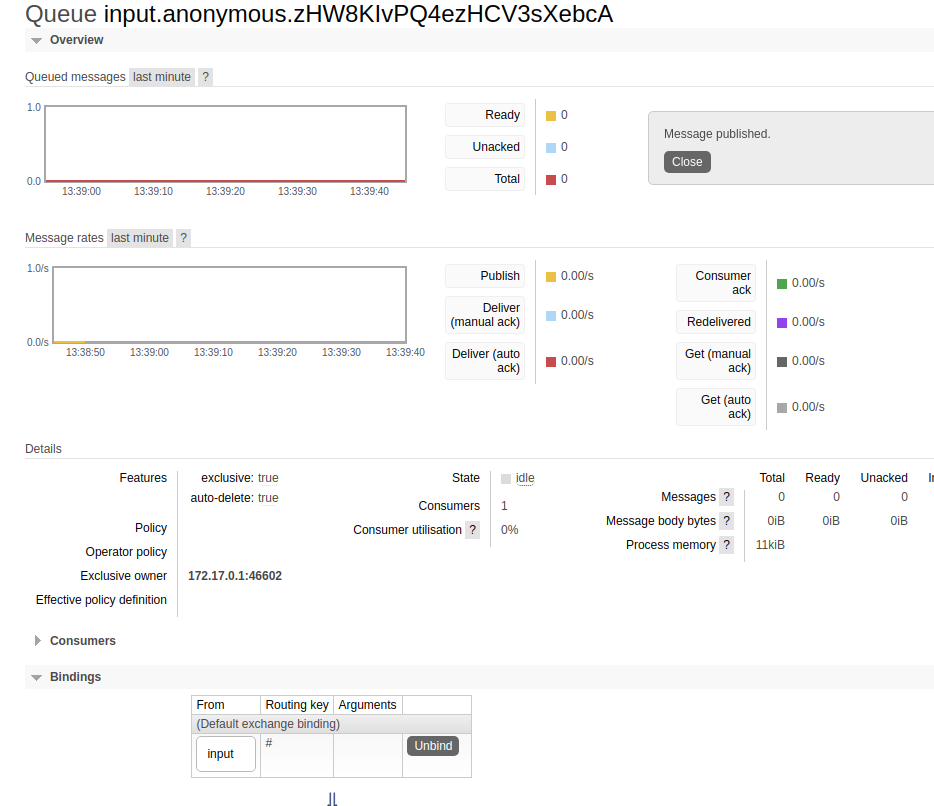 Queue input.anonymous.zHW8KIvPQ4ezHCV3sXebcA
Overview
Queued messages last minute ?
1.0
0.0
13:39:00 13:39:10 13:39:20 13:39:30 13:39:40
Ready 0
Unacked 0
Total 0
Message published.
Close
Message rates last minute ?
1.0/s
0.0/s
13:38:50 13:39:00 13:39:10 13:39:20 13:39:30 13:39:40
Publish 0.00/s
Deliver
(manual ack) 0.00/s
Deliver (auto
ack) 0.00/s
Consumer
ack 0.00/s
Redelivered 0.00/s
Get (manual
ack) 0.00/s
Get (auto
ack) 0.00/s
Details
Features exclusive: true
auto-delete: true
Policy
Operator policy
Exclusive owner 172.17.0.1:46602
Effective policy definition
State idle
Consumers 1
Consumer utilisation ? 0%
Total Ready Unacked
Messages ? 0 0 0
Message body bytes ? 0iB 0iB 0iB
Process memory ? 11kiB
Consumers
Bindings
From Routing key Arguments
(Default exchange binding)
input # Unbind